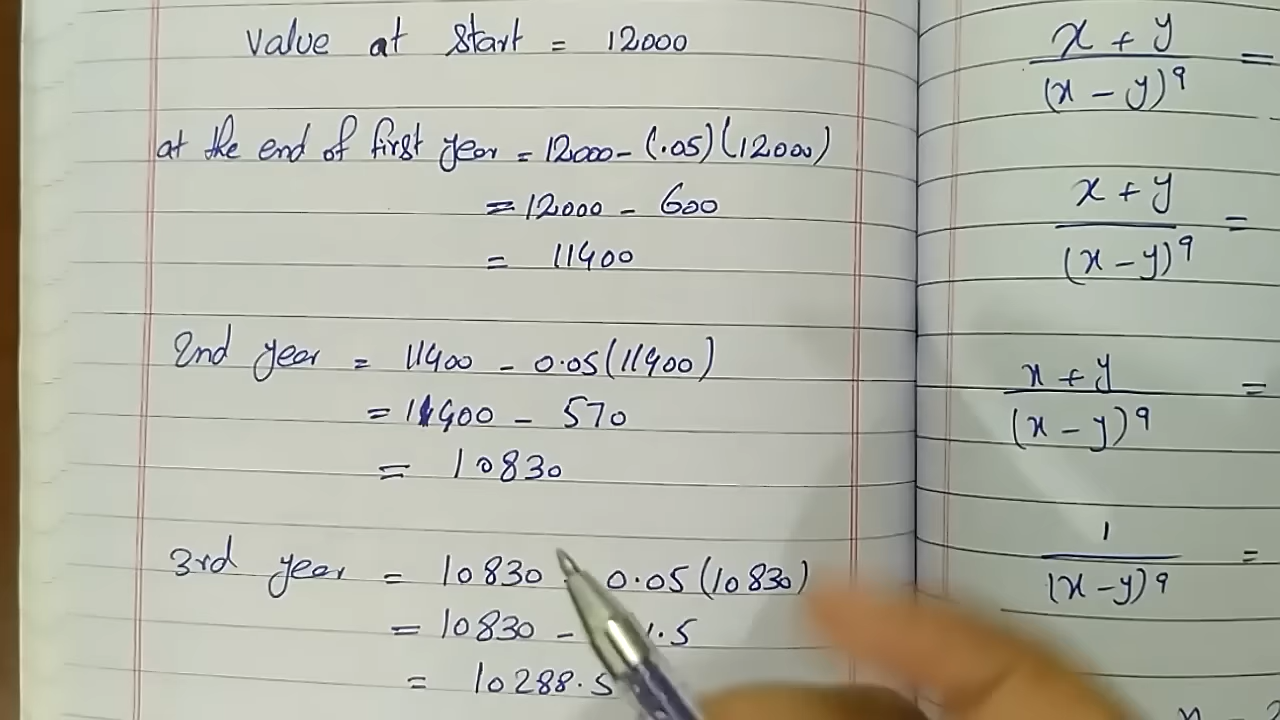 Value at Start = 12000
at the end of first year = 12000 - (.05)(12000)
= 12000 - 600
= 11400
2nd year = 11400 - 0.05(11400)
= 11400 - 570
= 10830
3rd year = 10830 0.05(10830)
= 10830 - 1.5
= 10288.5
x + y
(x - y)^9 =
x + y
(x - y)^9 =
x + y
(x - y)^9 =
1
(x - y)^9 =